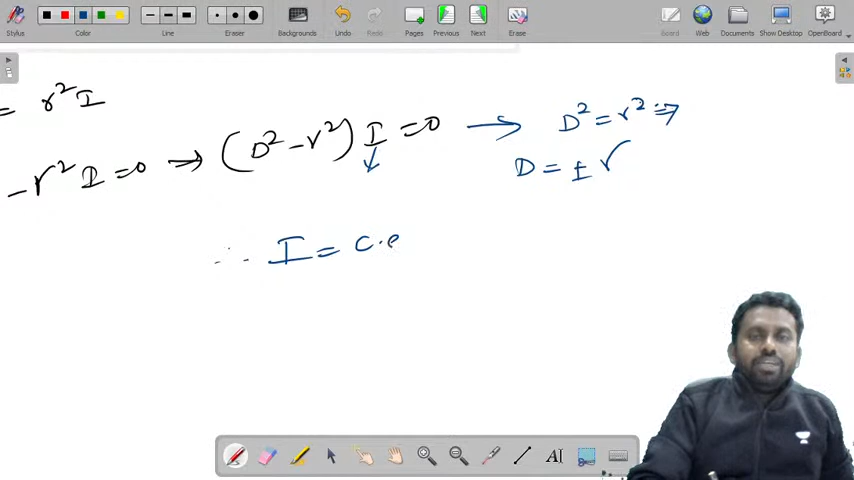 Stylus
Color
Line
Eraser
Backgrounds
Undo
Redo
Pages
Previous
Next
Erase
Board
Web
Documents
Show Desktop
OpenBoard
= r²I
- r² I = 0 → (D² - r²) I = 0 → D² = r² ⇒
D = ± r
∴ I = C.e